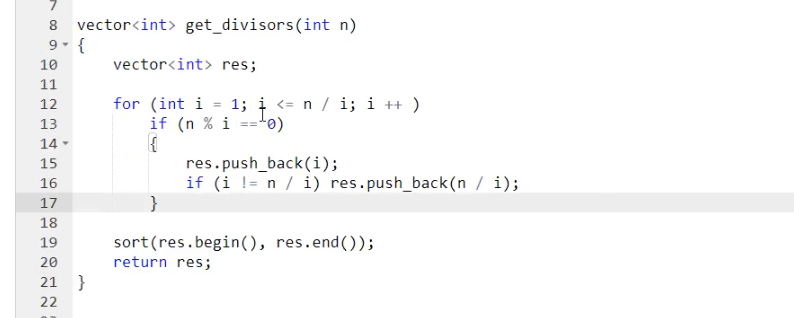 7
8 vector<int> get_divisors(int n)
9 {
10 vector<int> res;
11
12 for (int i = 1; i <= n / i; i ++ )
13 if (n % i == 0)
14 {
15 res.push_back(i);
16 if (i != n / i) res.push_back(n / i);
17 }
18
19 sort(res.begin(), res.end());
20 return res;
21 }
22